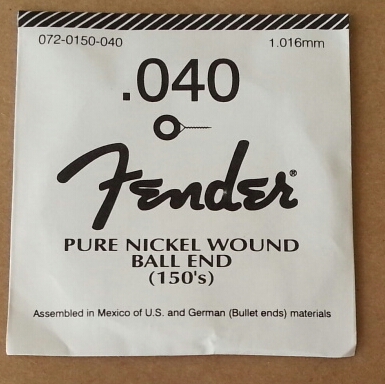 072-0150-040 1.016mm
.040
Fender®
PURE NICKEL WOUND
BALL END
(150's)
Assembled in Mexico of U.S. and German (Bullet ends) materials